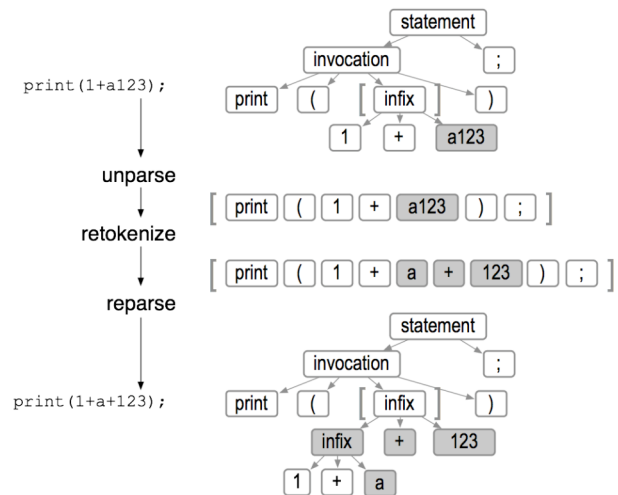 statement
invocation ;
print(1+a123);
print ( [ infix ] )
1 + a123
unparse
[ print ( 1 + a123 ) ; ]
retokenize
[ print ( 1 + a + 123 ) ; ]
reparse
statement
invocation ;
print(1+a+123);
print ( [ infix ] )
infix + 123
1 + a